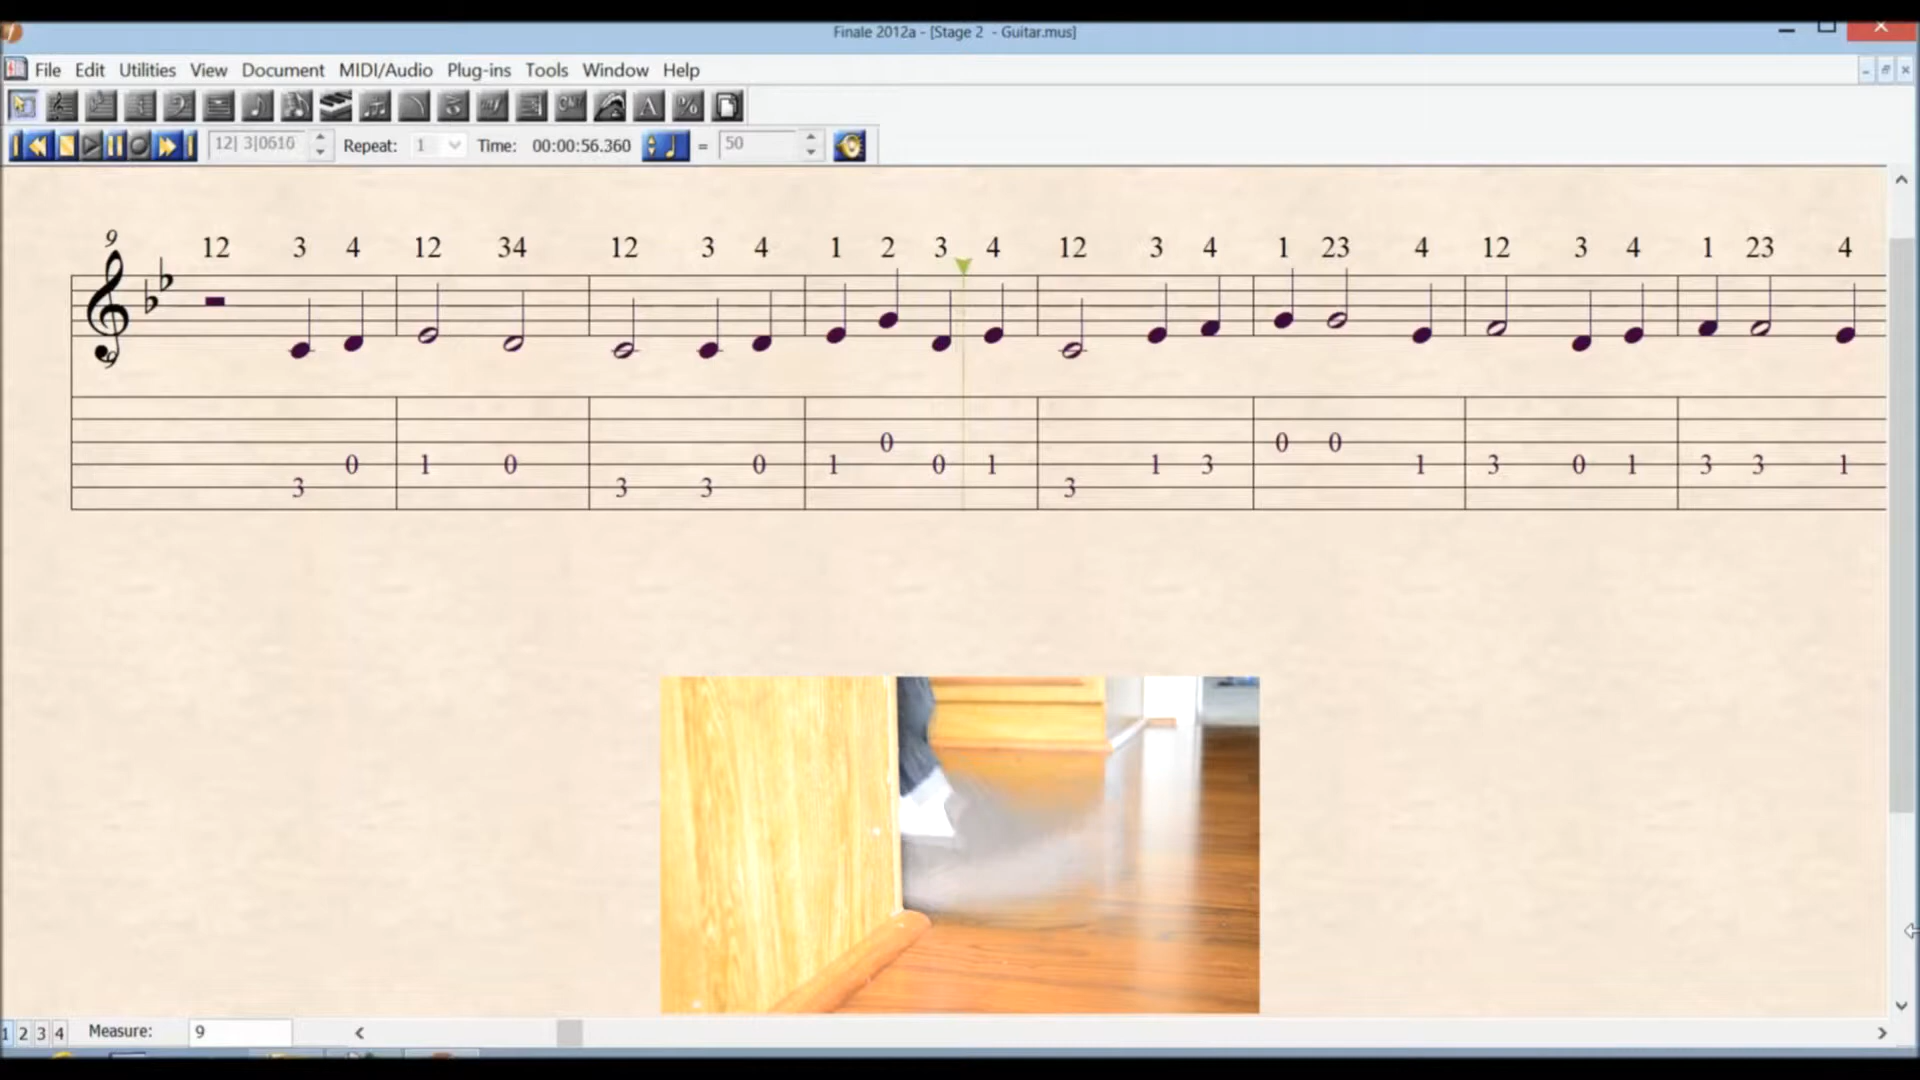 Finale 2012a - [Stage 2 - Guitar.mus]
File Edit Utilities View Document MIDI/Audio Plug-ins Tools Window Help
12| 3|0616 Repeat: 1 Time: 00:00:56.360 = 50
9
12 3 4 12 34 12 3 4 1 2 3 4 12 3 4 1 23 4 12 3 4 1 23 4
0 0 0
0 1 0 0 1 0 1 1 3 1 3 0 1 3 3 1
3 3 3 3
1 2 3 4 Measure: 9